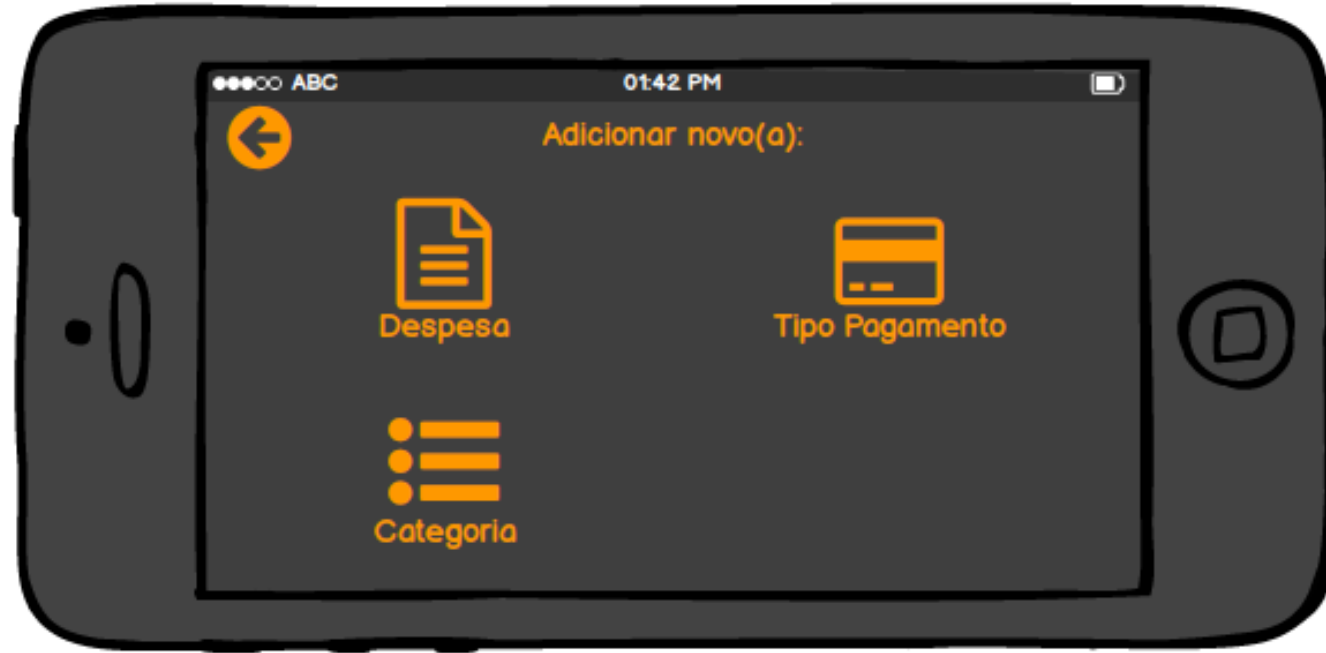 ABC 01:42 PM
Adicionar novo(a):
Despesa
Tipo Pagamento
Categoria